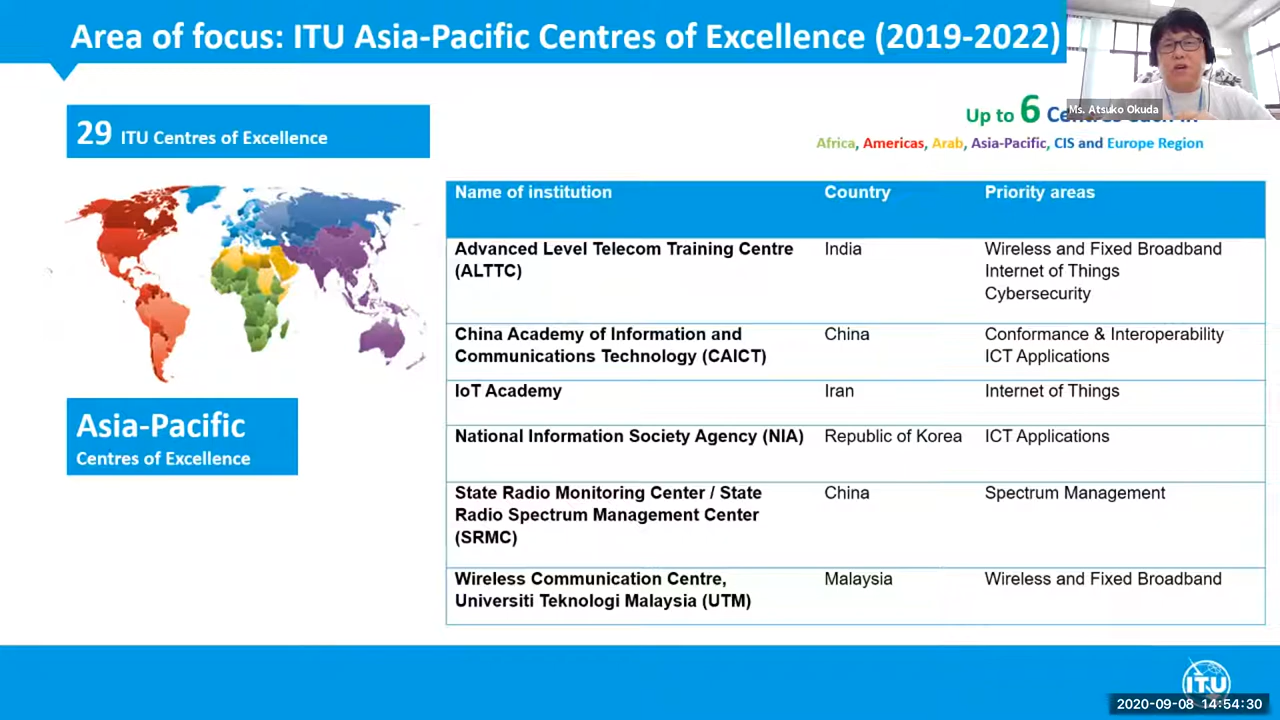 Area of focus: ITU Asia-Pacific Centres of Excellence (2019-2022)
Ms. Atsuko Okuda
29 ITU Centres of Excellence
Up to 6
Africa, Americas, Arab, Asia-Pacific, CIS and Europe Region
Name of institution Country Priority areas
Advanced Level Telecom Training Centre India Wireless and Fixed Broadband
(ALTTC) Internet of Things
Cybersecurity
China Academy of Information and China Conformance & Interoperability
Communications Technology (CAICT) ICT Applications
IoT Academy Iran Internet of Things
National Information Society Agency (NIA) Republic of Korea ICT Applications
State Radio Monitoring Center / State China Spectrum Management
Radio Spectrum Management Center
(SRMC)
Wireless Communication Centre, Malaysia Wireless and Fixed Broadband
Universiti Teknologi Malaysia (UTM)
Asia-Pacific
Centres of Excellence
ITU
2020-09-08 14:54:30